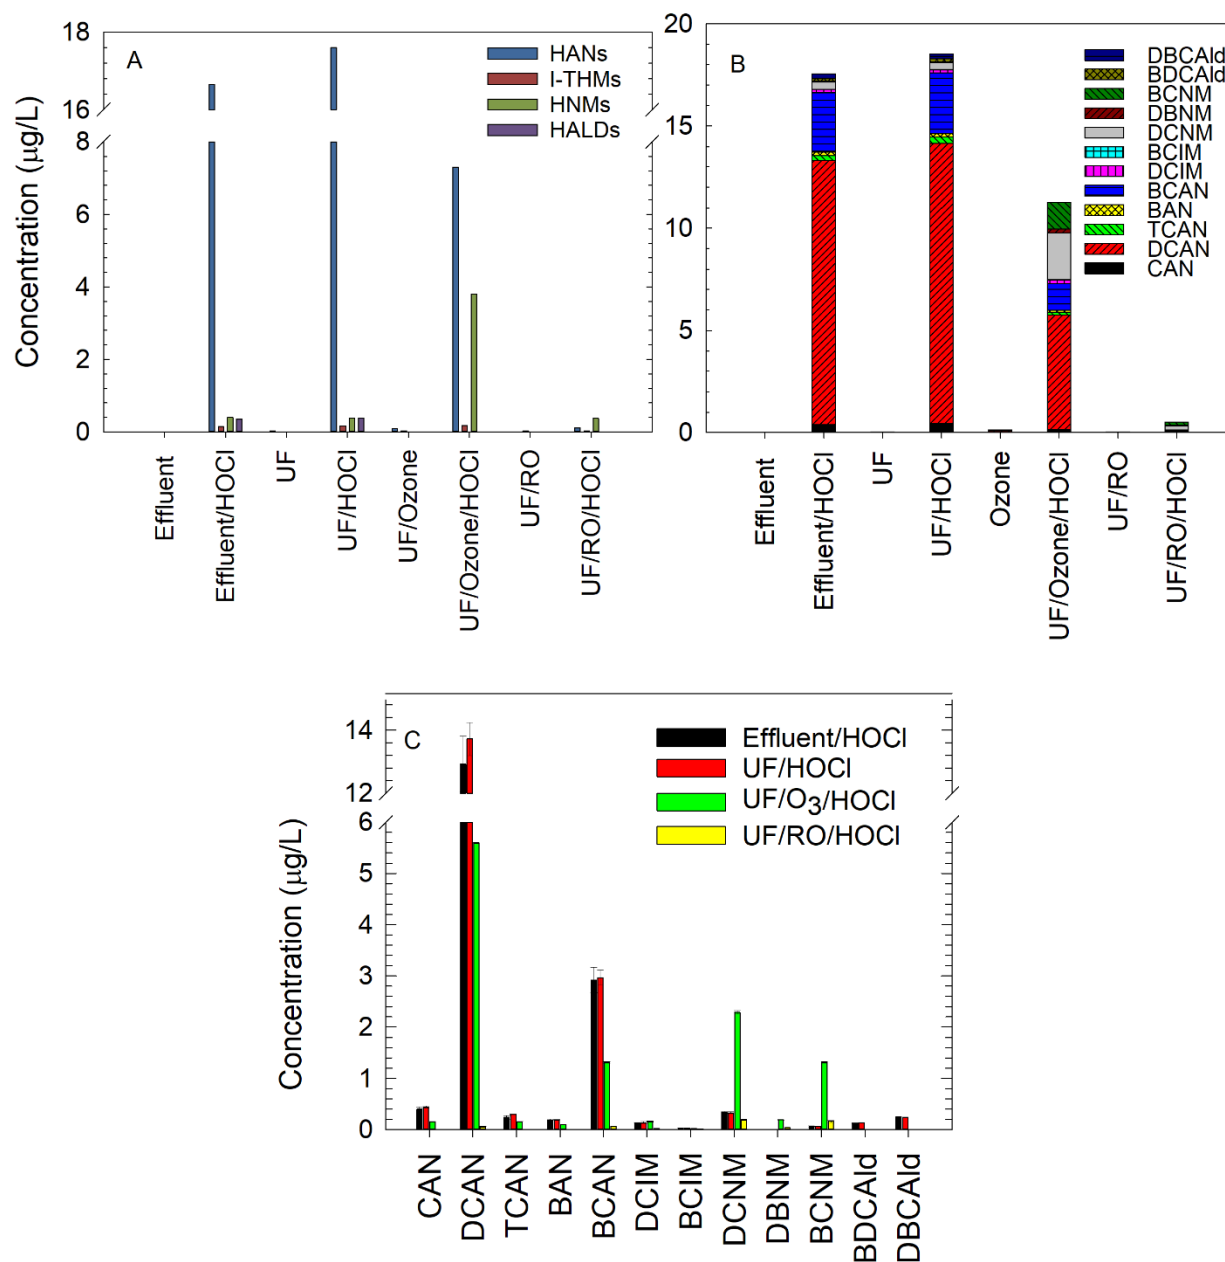 A
Concentration (µg/L)
18
16
8
6
4
2
0
HANs
I-THMs
HNMs
HALDs
Effluent
Effluent/HOCl
UF
UF/HOCl
UF/Ozone
UF/Ozone/HOCl
UF/RO
UF/RO/HOCl
B
20
15
10
5
0
DBCAld
BDCAld
BCNM
DBNM
DCNM
BCIM
DCIM
BCAN
BAN
TCAN
DCAN
CAN
Effluent
Effluent/HOCl
UF
UF/HOCl
Ozone
UF/Ozone/HOCl
UF/RO
UF/RO/HOCl
C
Concentration (µg/L)
14
12
6
5
4
3
2
1
0
Effluent/HOCl
UF/HOCl
UF/O3/HOCl
UF/RO/HOCl
CAN
DCAN
TCAN
BAN
BCAN
DCIM
BCIM
DCNM
DBNM
BCNM
BDCAld
DBCAld